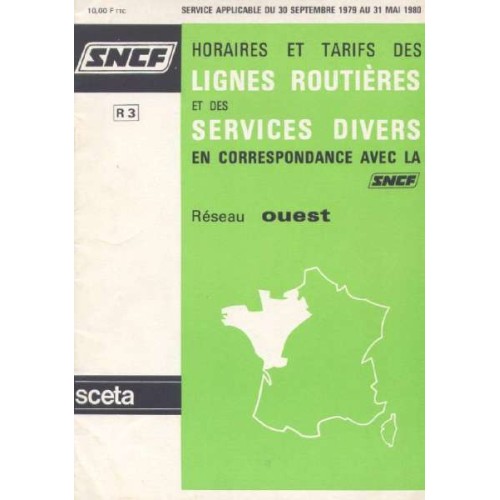 10,00 F TTC
SERVICE APPLICABLE DU 30 SEPTEMBRE 1979 AU 31 MAI 1980
SNCF
R 3
HORAIRES ET TARIFS DES
LIGNES ROUTIÈRES
ET DES
SERVICES DIVERS
EN CORRESPONDANCE AVEC LA
SNCF
Réseau ouest
sceta